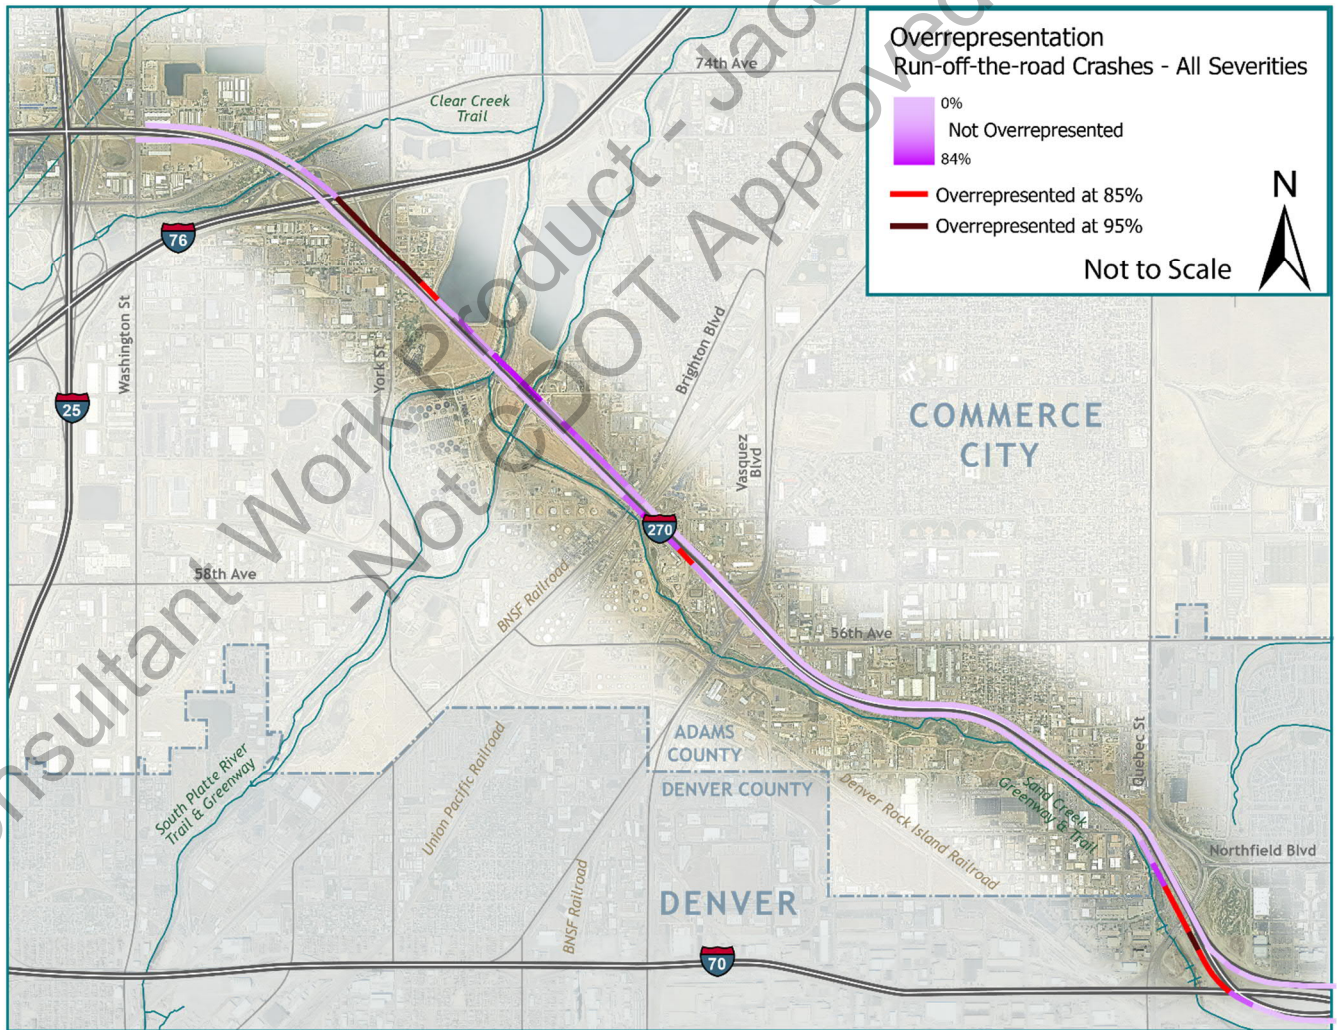 Overrepresentation
Run-off-the-road Crashes - All Severities
0%
Not Overrepresented
84%
Overrepresented at 85%
Overrepresented at 95%
Not to Scale
N
74th Ave
Clear Creek
Trail
76
Washington St
25
York St
Brighton Blvd
COMMERCE
CITY
Vasquez
Blvd
270
58th Ave
BNSF Railroad
56th Ave
ADAMS
COUNTY
DENVER COUNTY
Quebec St
South Platte River
Trail & Greenway
Union Pacific Railroad
Denver Rock Island Railroad
Sand Creek
Greenway & Trail
Northfield Blvd
BNSF Railroad
DENVER
70
onsultant Work Product - Jaco
-Not CDOT Approved